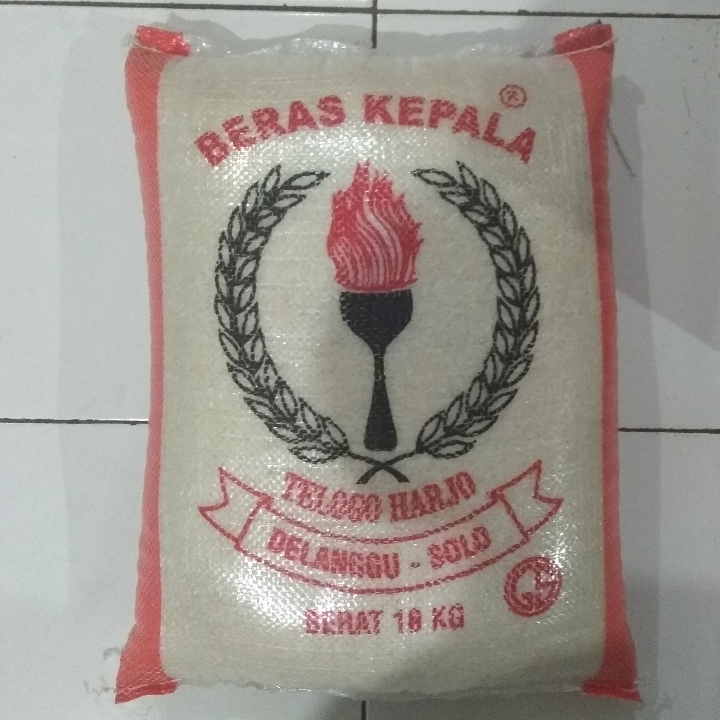 BERAS KEPALA ®
TELOGO HARJO
DELANGGU - SOLO
BERAT 10 KG